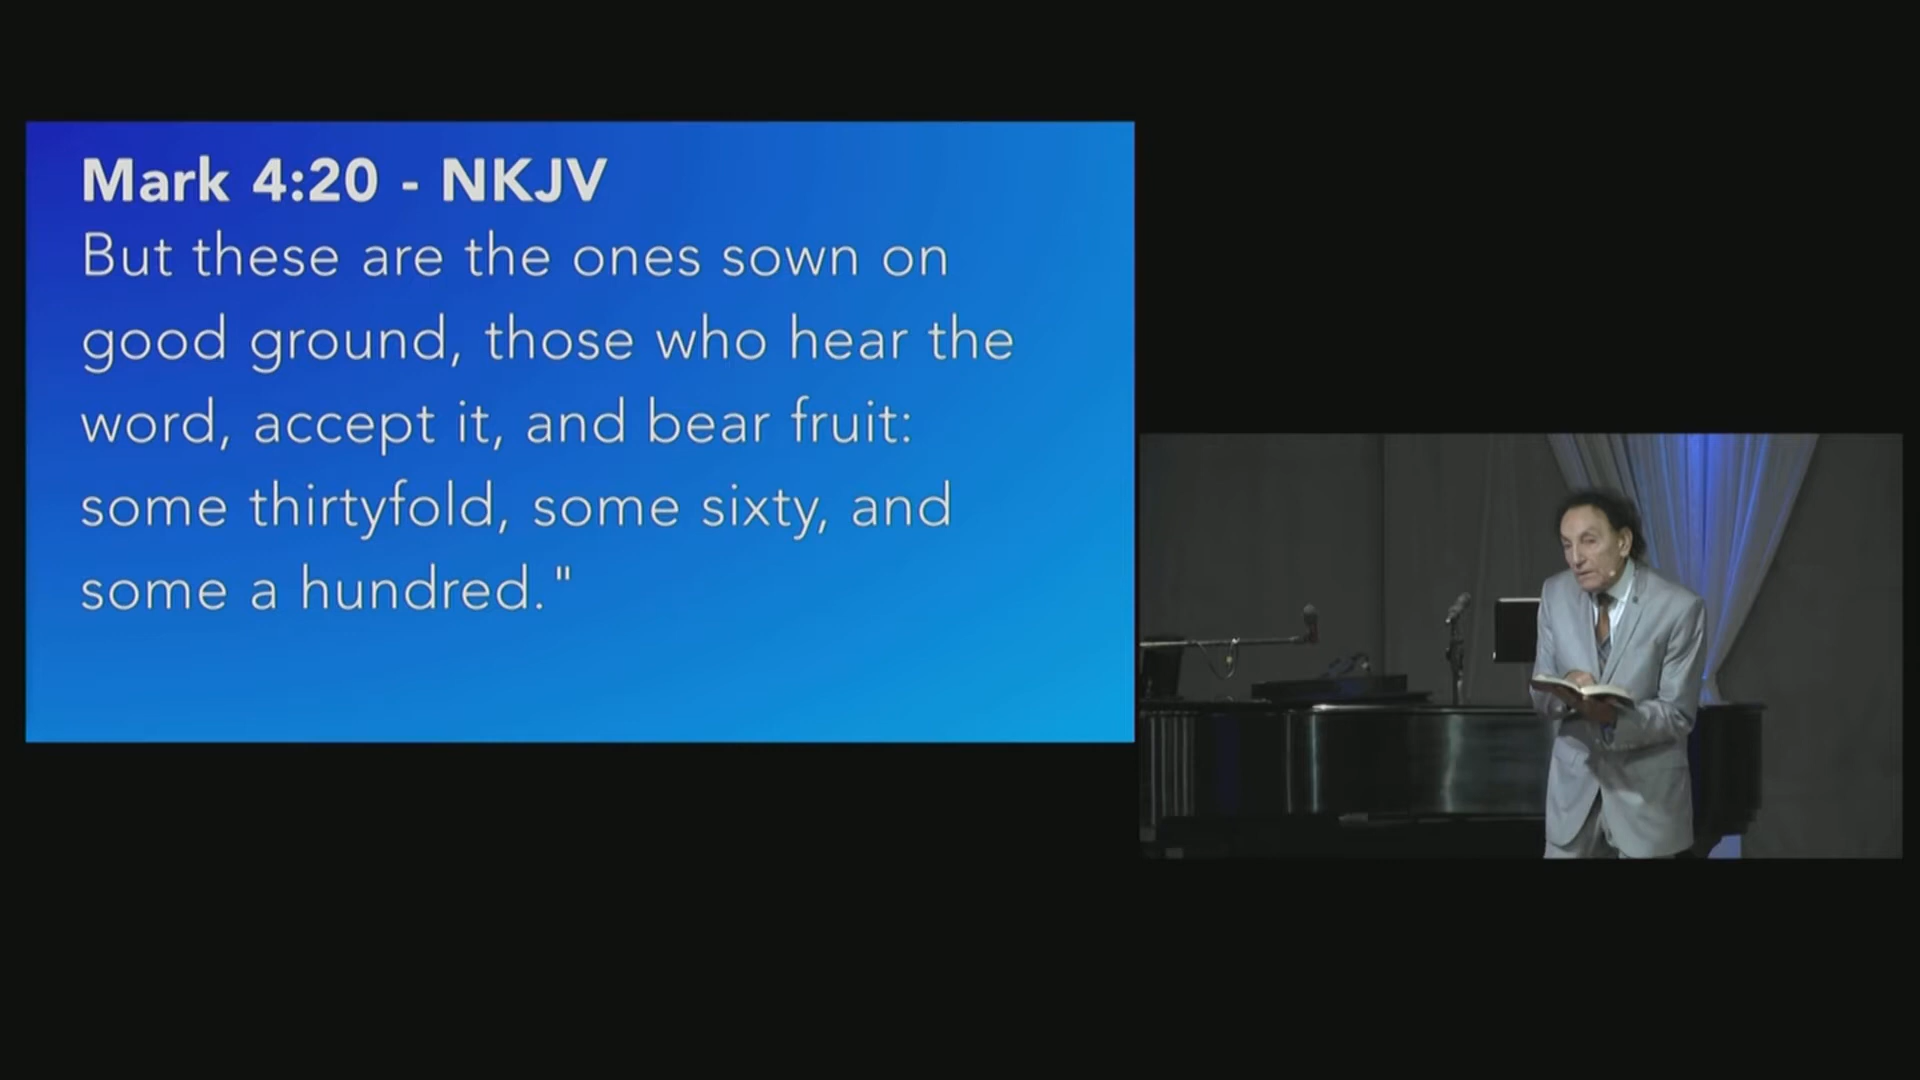 Mark 4:20 - NKJV
But these are the ones sown on
good ground, those who hear the
word, accept it, and bear fruit:
some thirtyfold, some sixty, and
some a hundred."